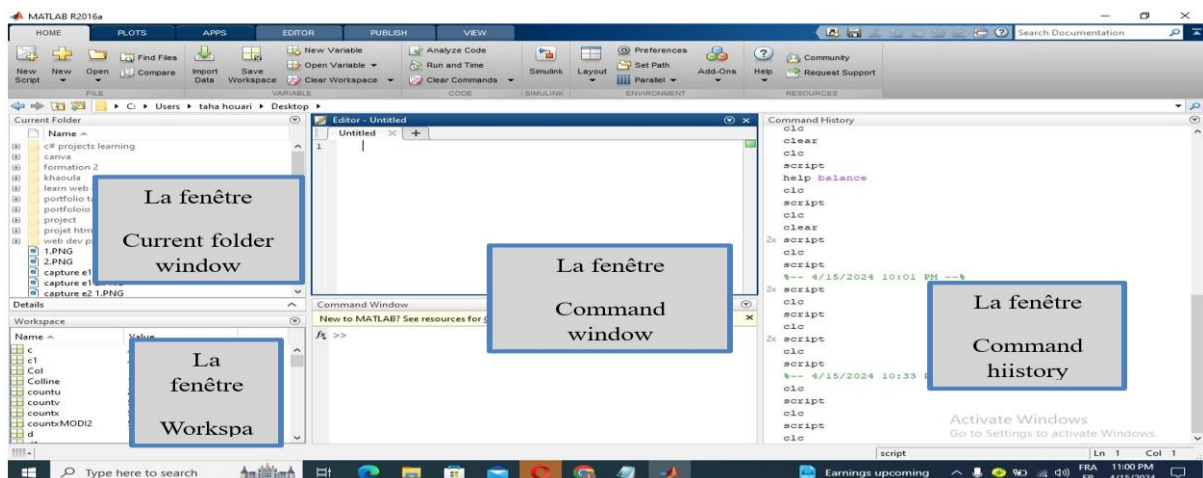 MATLAB R2016a
HOME PLOTS APPS EDITOR PUBLISH VIEW Search Documentation
New Script New Open Find Files Compare Import Data Save Workspace New Variable Open Variable Clear Workspace Analyze Code Run and Time Clear Commands Simulink Layout Preferences Set Path Parallel Add-Ons Help Community Request Support
FILE VARIABLE CODE SIMULINK ENVIRONMENT RESOURCES
C: Users taha houari Desktop
Current Folder
Name
c# projects learning
canva
formation 2
khaoula
learn web
portfolio
portfoloio
project
projet
web dev
1.PNG
2.PNG
capture e1
capture e1
capture e2 1.PNG
Details
La fenêtre
Current folder
window
Workspace
Name Value
c
c1
Col
Colline
countu
countv
countx
countxMODI2
d
La
fenêtre
Workspa
Editor - Untitled
Untitled
1
Command Window
New to MATLAB? See resources for
fx >>
La fenêtre
Command
window
Command History
clc
clear
clc
script
help balance
clc
script
clc
clear
2x script
clc
script
%-- 4/15/2024 10:01 PM --%
2x script
clc
script
clc
2x script
clc
script
%-- 4/15/2024 10:33
clc
script
clc
script
clc
La fenêtre
Command
hiistory
Activate Windows
Go to Settings to activate Windows.
script Ln 1 Col 1
Type here to search Earnings upcoming FRA 11:00 PM
FR 4/15/2024